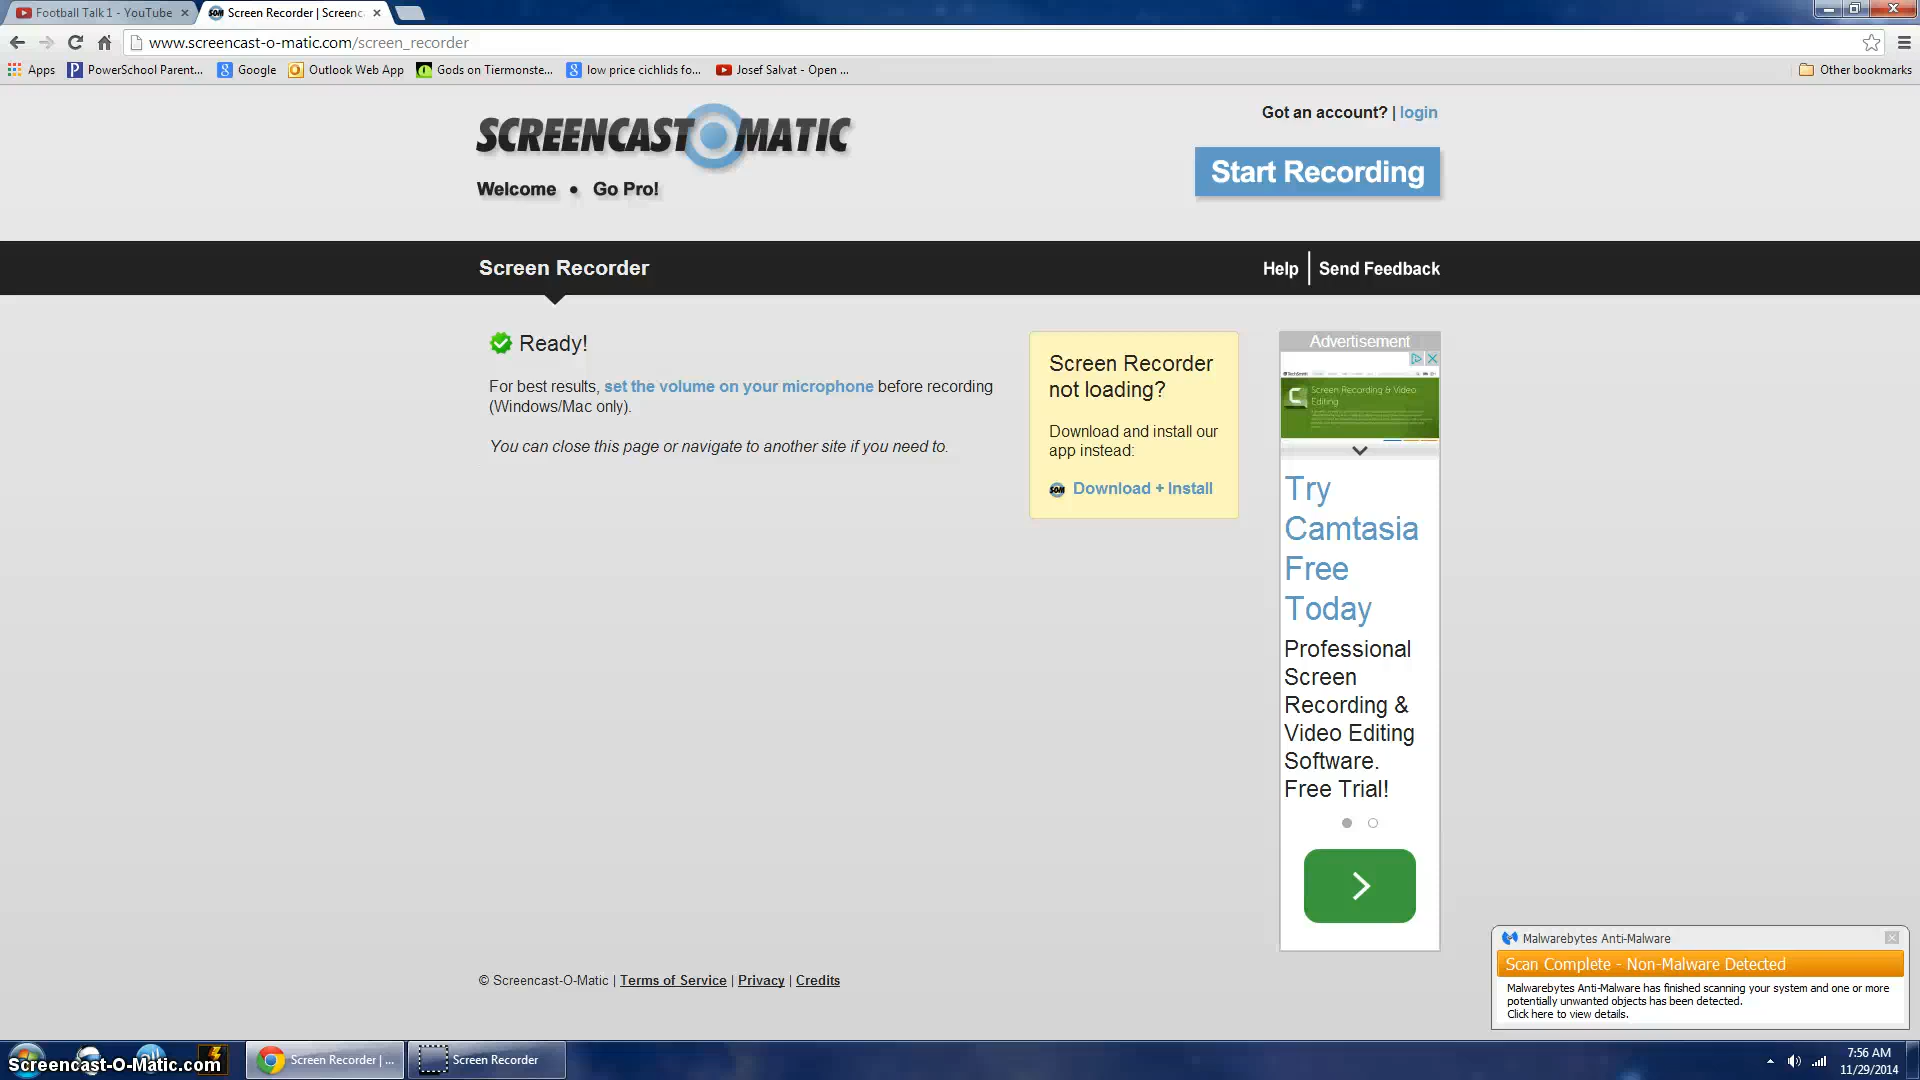 Football Talk 1 - YouTube
Screen Recorder | Screenc
www.screencast-o-matic.com/screen_recorder
Apps
PowerSchool Parent...
Google
Outlook Web App
Gods on Tiermonste...
low price cichlids fo...
Josef Salvat - Open ...
Other bookmarks
SCREENCAST O MATIC
Got an account? | login
Start Recording
Welcome • Go Pro!
Screen Recorder
Help | Send Feedback
Ready!
For best results, set the volume on your microphone before recording
(Windows/Mac only).
You can close this page or navigate to another site if you need to.
Screen Recorder
not loading?
Download and install our
app instead:
SOM Download + Install
Advertisement
Screen Recording & Video
Editing
Try
Camtasia
Free
Today
Professional
Screen
Recording &
Video Editing
Software.
Free Trial!
© Screencast-O-Matic | Terms of Service | Privacy | Credits
Malwarebytes Anti-Malware
Scan Complete - Non-Malware Detected
Malwarebytes Anti-Malware has finished scanning your system and one or more
potentially unwanted objects has been detected.
Click here to view details.
Screencast-O-Matic.com
Screen Recorder | ...
Screen Recorder
7:56 AM
11/29/2014